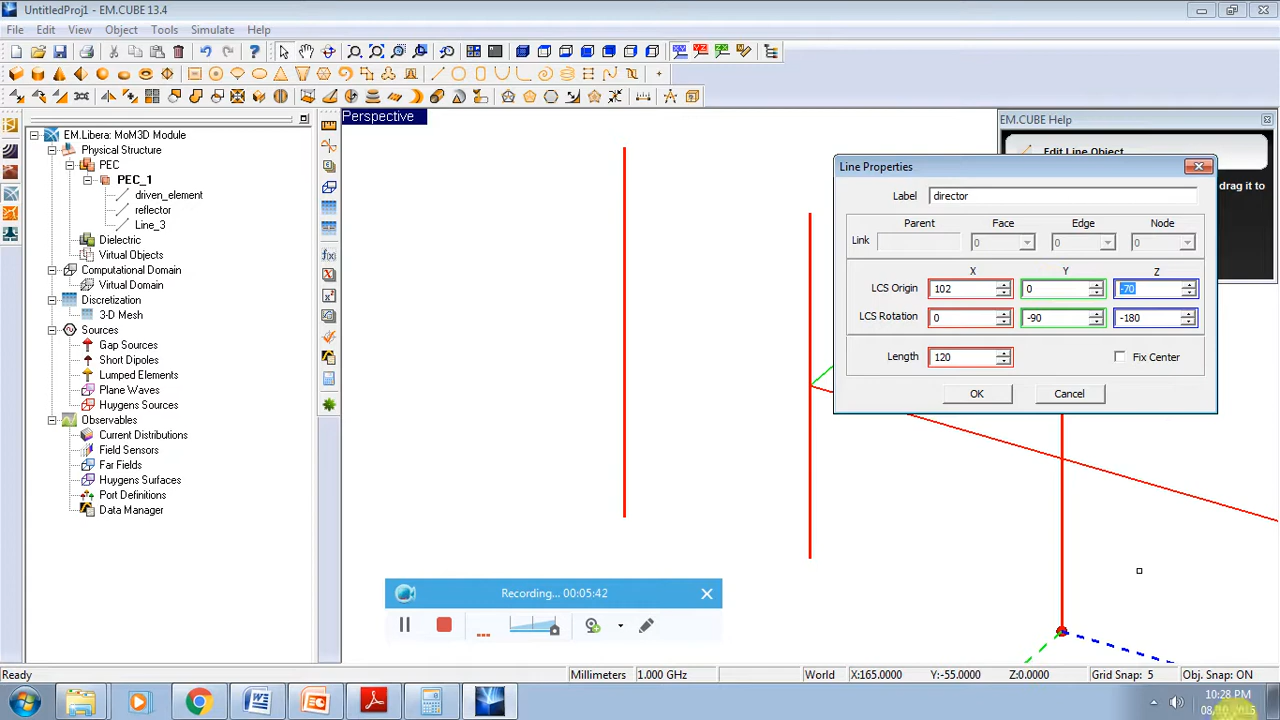 UntitledProj1 - EM.CUBE 13.4
File Edit View Object Tools Simulate Help
Perspective
EM.CUBE Help
Edit Line Object
drag it to
EM.Libera: MoM3D Module
Physical Structure
PEC
PEC_1
driven_element
reflector
Line_3
Dielectric
Virtual Objects
Computational Domain
Virtual Domain
Discretization
3-D Mesh
Sources
Gap Sources
Short Dipoles
Lumped Elements
Plane Waves
Huygens Sources
Observables
Current Distributions
Field Sensors
Far Fields
Huygens Surfaces
Port Definitions
Data Manager
Line Properties
Label director
Parent Face Edge Node
Link 0 0 0
X Y Z
LCS Origin 102 0 -70
LCS Rotation 0 -90 -180
Length 120 Fix Center
OK Cancel
Recording... 00:05:42
Ready Millimeters 1.000 GHz World X:165.0000 Y:-55.0000 Z:0.0000 Grid Snap: 5 Obj. Snap: ON
10:28 PM